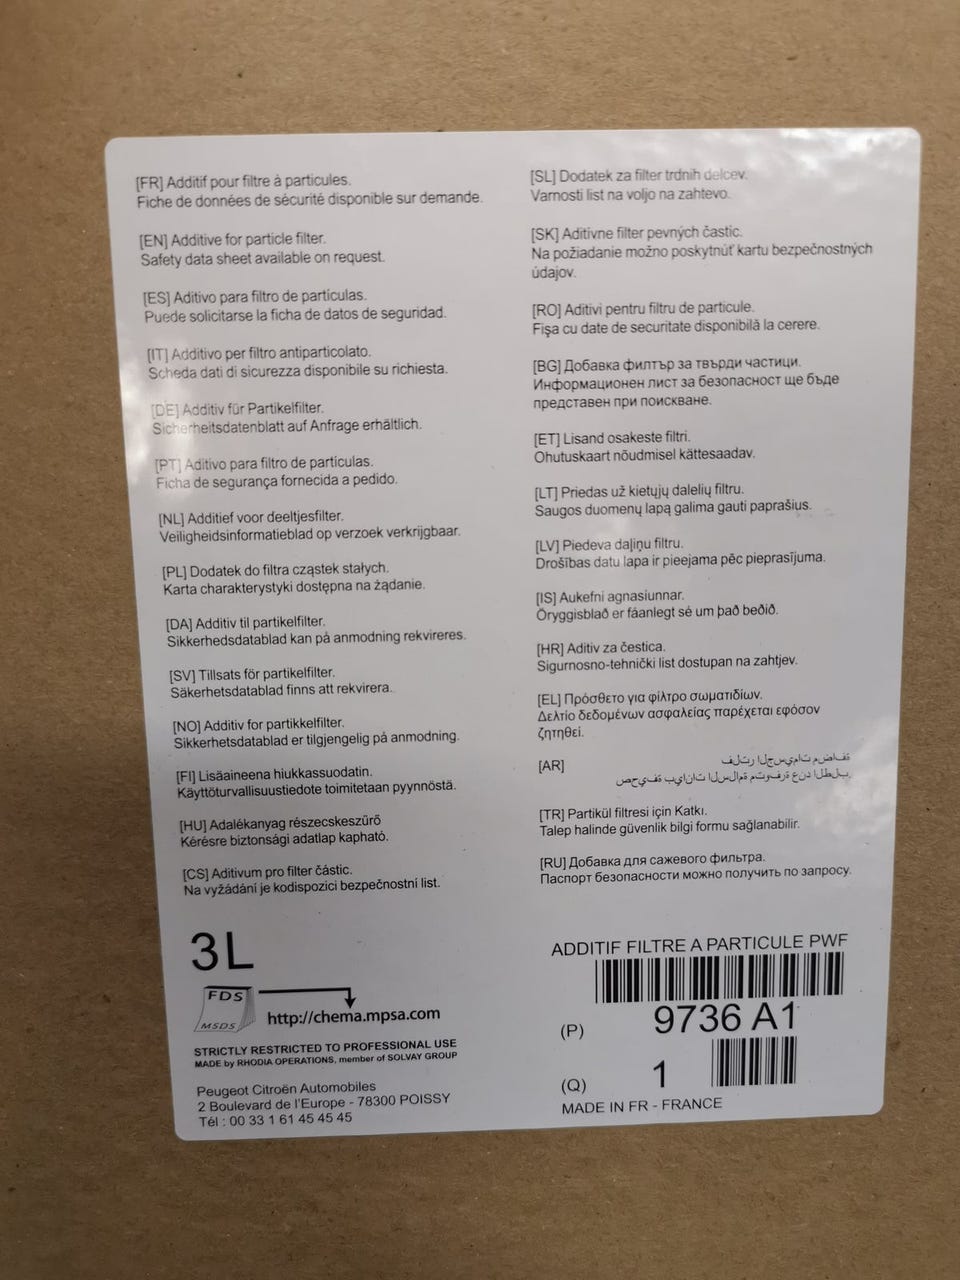 [FR] Additif pour filtre à particules.
Fiche de données de sécurité disponible sur demande.
[EN] Additive for particle filter.
Safety data sheet available on request.
[ES] Aditivo para filtro de partículas.
Puede solicitarse la ficha de datos de seguridad.
[IT] Additivo per filtro antiparticolato.
Scheda dati di sicurezza disponibile su richiesta.
[DE] Additiv für Partikelfilter.
Sicherheitsdatenblatt auf Anfrage erhältlich.
[PT] Aditivo para filtro de partículas.
Ficha de segurança fornecida a pedido.
[NL] Additief voor deeltjesfilter.
Veiligheidsinformatieblad op verzoek verkrijgbaar.
[PL] Dodatek do filtra cząstek stałych.
Karta charakterystyki dostępna na żądanie.
[DA] Additiv til partikelfilter.
Sikkerhedsdatablad kan på anmodning rekvireres.
[SV] Tillsats för partikelfilter.
Säkerhetsdatablad finns att rekvirera.
[NO] Additiv for partikkelfilter.
Sikkerhetsdatablad er tilgjengelig på anmodning.
[FI] Lisäaineena hiukkassuodatin.
Käyttöturvallisuustiedote toimitetaan pyynnöstä.
[HU] Adalékanyag részecskeszűrő
Kérésre biztonsági adatlap kapható.
[CS] Aditivum pro filter částic.
Na vyžádání je kodispozici bezpečnostní list.
[SL] Dodatek za filter trdnih delcev.
Varnosti list na voljo na zahtevo.
[SK] Aditivne filter pevných častic.
Na požiadanie možno poskytnúť kartu bezpečnostných
údajov.
[RO] Aditivi pentru filtru de particule.
Fişa cu date de securitate disponibilă la cerere.
[BG] Добавка филтър за твърди частици.
Информационен лист за безопасност ще бъде
представен при поискване.
[ET] Lisand osakeste filtri.
Ohutuskaart nõudmisel kättesaadav.
[LT] Priedas už kietųjų dalelių filtru.
Saugos duomenų lapą galima gauti paprašius.
[LV] Piedeva daļiņu filtru.
Drošības datu lapa ir pieejama pēc pieprasījuma.
[IS] Aukefni agnasiunnar.
Öryggisblað er fáanlegt sé um það beðið.
[HR] Aditiv za čestica.
Sigurnosno-tehnički list dostupan na zahtjev.
[EL] Πρόσθετο για φίλτρο σωματιδίων.
Δελτίο δεδομένων ασφαλείας παρέχεται εφόσον
ζητηθεί.
[AR] فلتر الجسيمات مضافة
صحيفة بيانات السلامة متوفرة عند الطلب.
[TR] Partikül filtresi için Katkı.
Talep halinde güvenlik bilgi formu sağlanabilir.
[RU] Добавка для сажевого фильтра.
Паспорт безопасности можно получить по запросу.
3 L
FDS
MSDS
http://chema.mpsa.com
STRICTLY RESTRICTED TO PROFESSIONAL USE
MADE by RHODIA OPERATIONS, member of SOLVAY GROUP
Peugeot Citroën Automobiles
2 Boulevard de l'Europe - 78300 POISSY
Tél : 00 33 1 61 45 45 45
ADDITIF FILTRE A PARTICULE PWF
(P) 9736 A1
(Q) 1
MADE IN FR - FRANCE